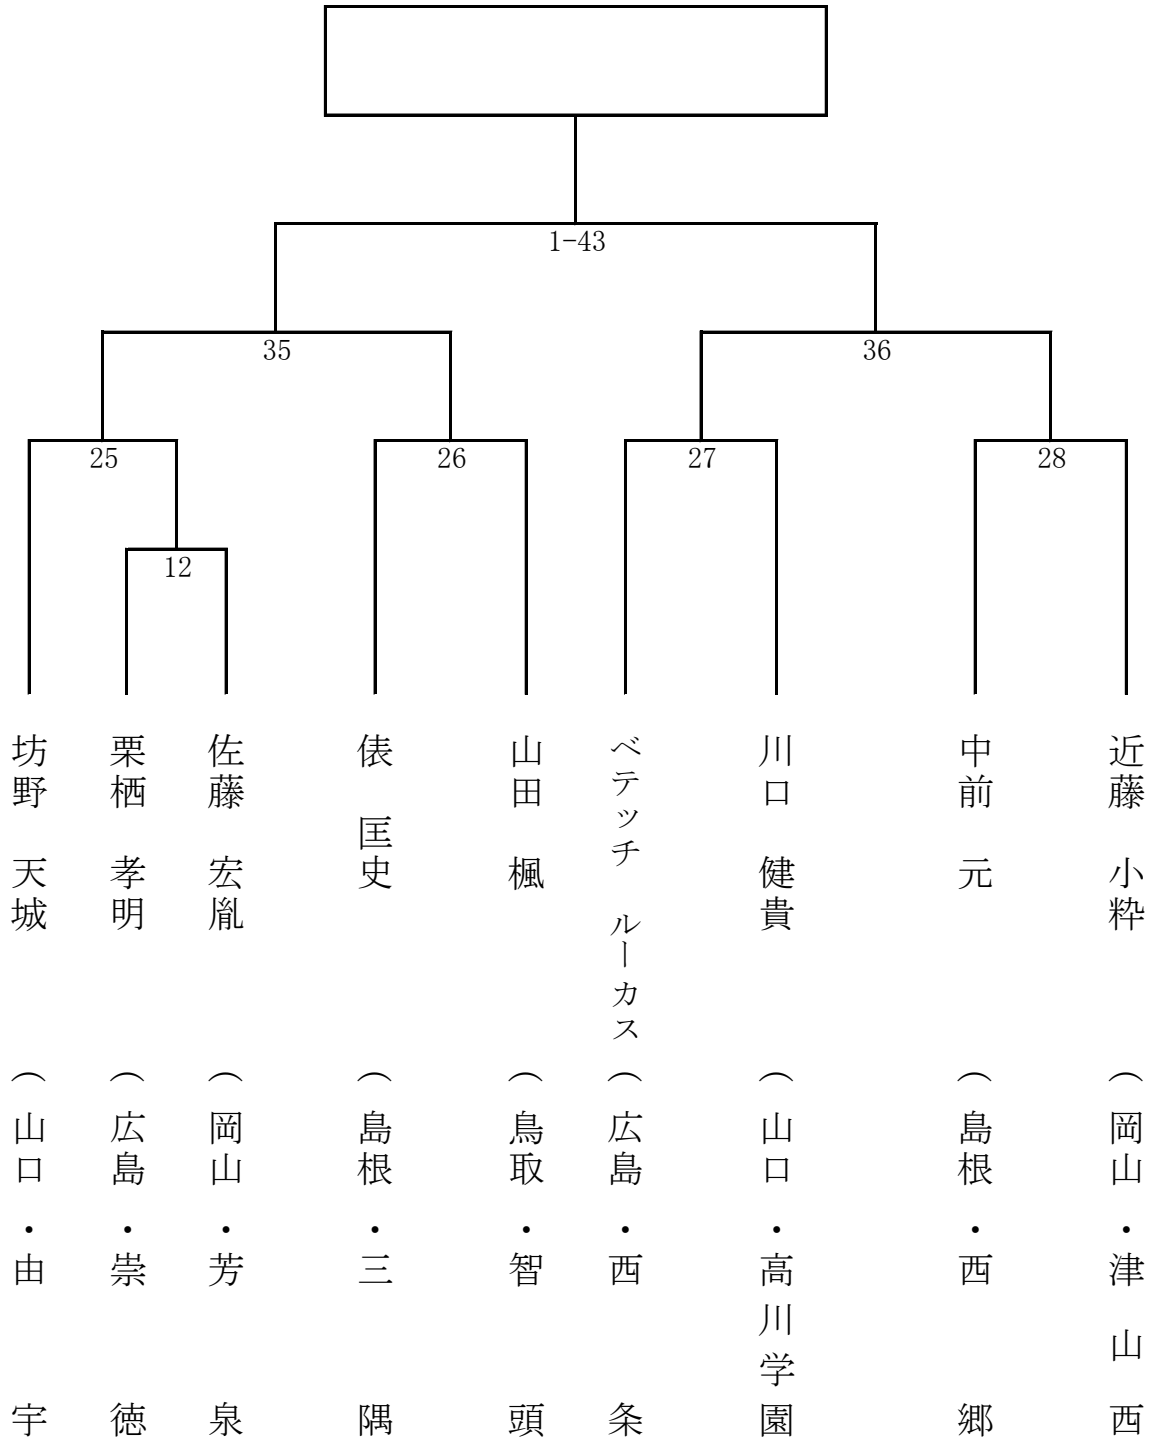 1-43
35
36
25
26
27
28
12
坊野 天城 （山口・由宇
栗栖 孝明 （広島・崇徳
佐藤 宏胤 （岡山・芳泉
俵 匡史 （島根・三隅
山田 楓 （鳥取・智頭
ベテッチ ルーカス （広島・西条
川口 健貴 （山口・高川学園
中前 元 （島根・西郷
近藤 小粋 （岡山・津山西